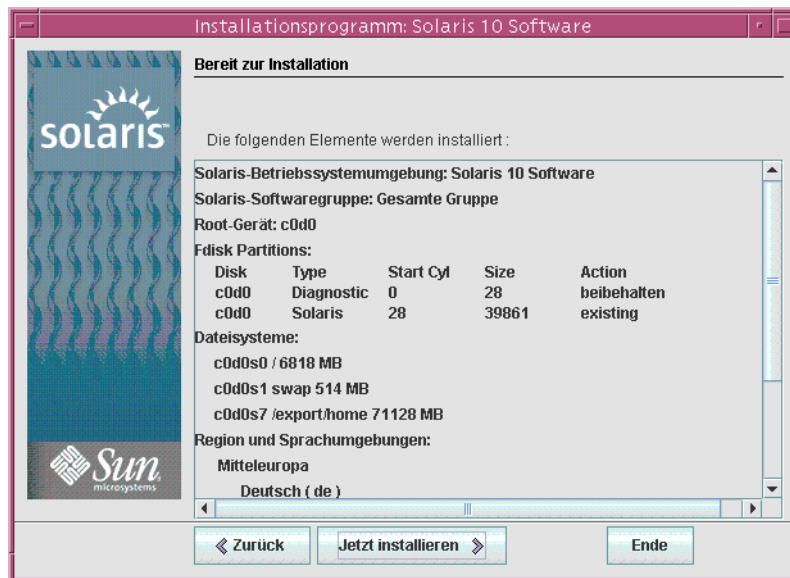 Installationsprogramm: Solaris 10 Software
Bereit zur Installation
solaris™
Die folgenden Elemente werden installiert :
Solaris-Betriebssystemumgebung: Solaris 10 Software
Solaris-Softwaregruppe: Gesamte Gruppe
Root-Gerät: c0d0
Fdisk Partitions:
Disk Type Start Cyl Size Action
c0d0 Diagnostic 0 28 beibehalten
c0d0 Solaris 28 39861 existing
Dateisysteme:
c0d0s0 / 6818 MB
c0d0s1 swap 514 MB
c0d0s7 /export/home 71128 MB
Region und Sprachumgebungen:
Mitteleuropa
Deutsch ( de )
Sun
microsystems
Zurück
Jetzt installieren
Ende